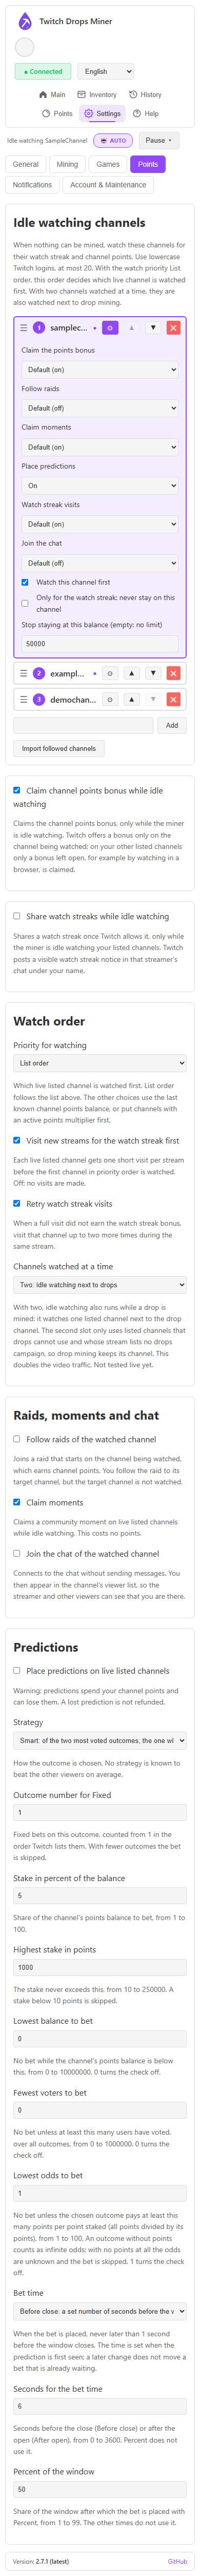 Twitch Drops Miner
● Connected
English
Main
Inventory
History
Points
Settings
Help
Idle watching SampleChannel
AUTO
Pause
General
Mining
Games
Points
Notifications
Account & Maintenance
Idle watching channels
When nothing can be mined, watch these channels for
their watch streak and channel points. Use lowercase
Twitch logins, at most 20. With the watch priority List
order, this order decides which live channel is watched
first. With two channels watched at a time, they are
also watched next to drop mining.
1
samplec...
Claim the points bonus
Default (on)
Follow raids
Default (off)
Claim moments
Default (on)
Place predictions
On
Watch streak visits
Default (on)
Join the chat
Default (off)
Watch this channel first
Only for the watch streak: never stay on this
channel
Stop staying at this balance (empty: no limit)
50000
2
examp...
3
demochan...
Add
Import followed channels
Claim channel points bonus while idle
watching
Claims the channel points bonus, only while the miner
is idle watching. Twitch offers a bonus only on the
channel being watched: on your other listed channels
only a bonus left open, for example by watching in a
browser, is claimed.
Share watch streaks while idle watching
Shares a watch streak once Twitch allows it, only while
the miner is idle watching your listed channels. Twitch
posts a visible watch streak notice in that streamer's
chat under your name.
Watch order
Priority for watching
List order
Which live listed channel is watched first. List order
follows the list above. The other choices use the last
known channel points balance, or put channels with
an active points multiplier first.
Visit new streams for the watch streak first
Each live listed channel gets one short visit per stream
before the first channel in priority order is watched.
Off: no visits are made.
Retry watch streak visits
When a full visit did not earn the watch streak bonus,
visit that channel up to two more times during the
same stream.
Channels watched at a time
Two: idle watching next to drops
With two, idle watching also runs while a drop is
mined: it watches one listed channel next to the drop
channel. The second slot only uses listed channels that
drops cannot use and whose stream lists no drops
campaign, so drop mining keeps its channel. This
doubles the video traffic. Not tested live yet.
Raids, moments and chat
Follow raids of the watched channel
Joins a raid that starts on the channel being watched,
which earns channel points. You follow the raid to its
target channel, but the target channel is not watched.
Claim moments
Claims a community moment on live listed channels
while idle watching. This costs no points.
Join the chat of the watched channel
Connects to the chat without sending messages. You
then appear in the channel's viewer list, so the
streamer and other viewers can see that you are there.
Predictions
Place predictions on live listed channels
Warning: predictions spend your channel points and
can lose them. A lost prediction is not refunded.
Strategy
Smart: of the two most voted outcomes, the one wi
How the outcome is chosen. No strategy is known to
beat the other viewers on average.
Outcome number for Fixed
1
Fixed bets on this outcome, counted from 1 in the
order Twitch lists them. With fewer outcomes the bet
is skipped.
Stake in percent of the balance
5
Share of the channel's points balance to bet, from 1 to
100.
Highest stake in points
1000
The stake never exceeds this, from 10 to 250000. A
stake below 10 points is skipped.
Lowest balance to bet
0
No bet while the channel's points balance is below
this, from 0 to 10000000. 0 turns the check off.
Fewest voters to bet
0
No bet unless at least this many users have voted,
over all outcomes, from 0 to 1000000. 0 turns the
check off.
Lowest odds to bet
1
No bet unless the chosen outcome pays at least this
many points per point staked (all points divided by its
points), from 1 to 100. An outcome without points
counts as infinite odds; with no points at all the odds
are unknown and the bet is skipped. 1 turns the check
off.
Bet time
Before close: a set number of seconds before the v
When the bet is placed, never later than 1 second
before the window closes. The time is set when the
prediction is first seen; a later change does not move a
bet that is already waiting.
Seconds for the bet time
6
Seconds before the close (Before close) or after the
open (After open), from 0 to 3600. Percent does not
use it.
Percent of the window
50
Share of the window after which the bet is placed with
Percent, from 1 to 99. The other times do not use it.
Version: 2.7.1 (latest)
GitHub